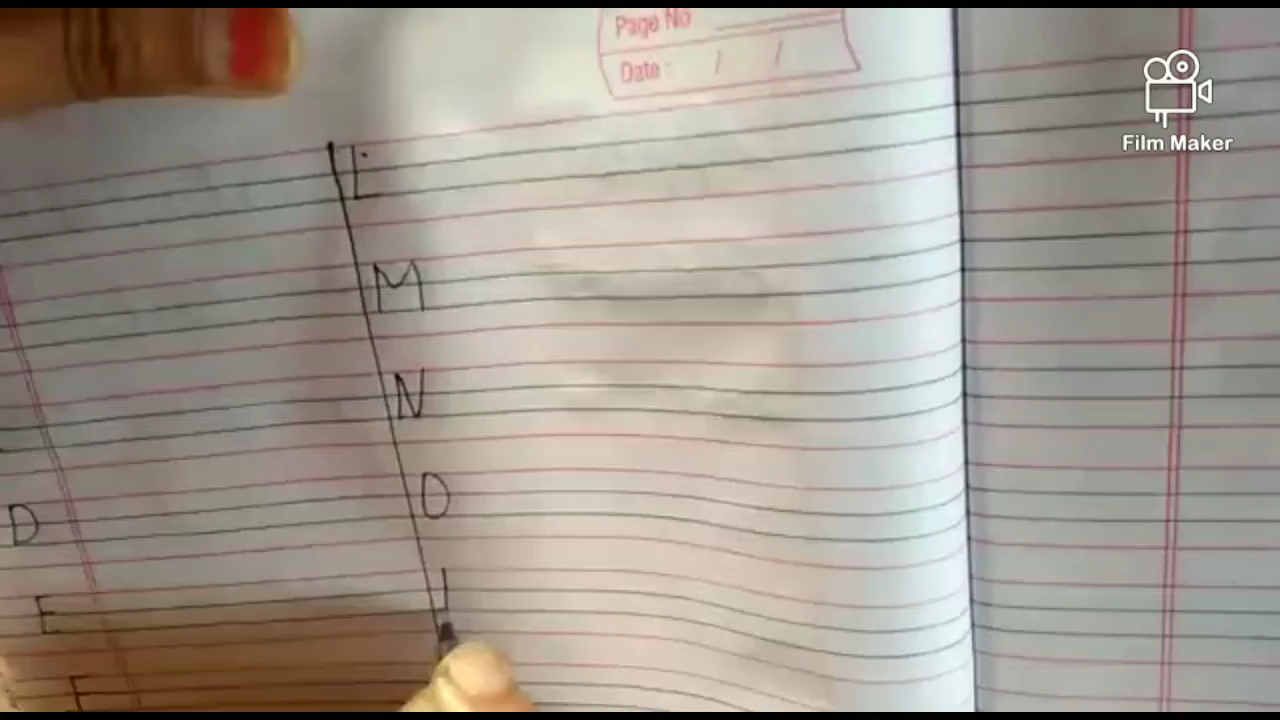 Page No
Date : / /
Film Maker
L
M
N
O
D
E
F